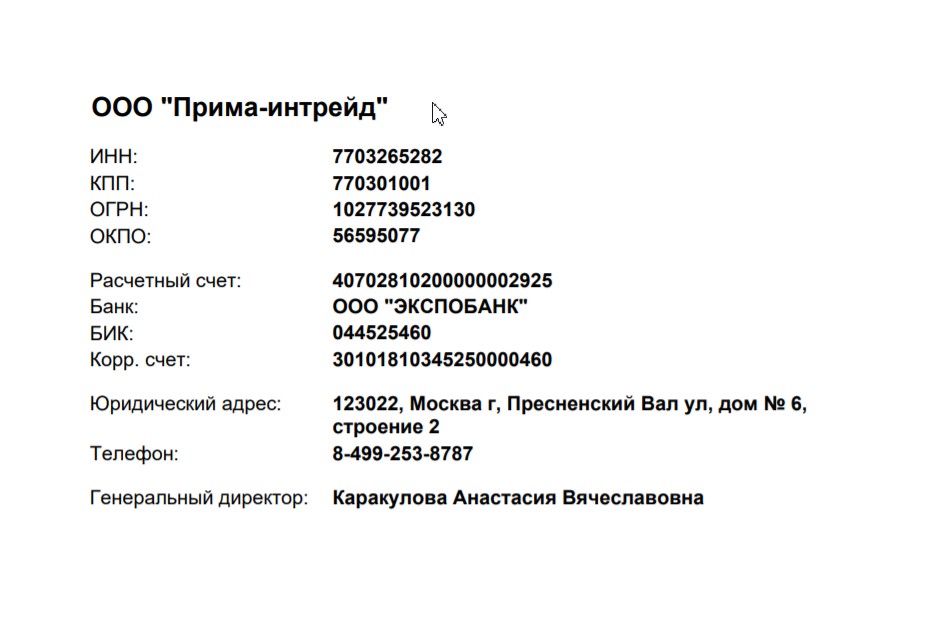 ООО "Прима-интрейд"
ИНН: 7703265282
КПП: 770301001
ОГРН: 1027739523130
ОКПО: 56595077
Расчетный счет: 40702810200000002925
Банк: ООО "ЭКСПОБАНК"
БИК: 044525460
Корр. счет: 30101810345250000460
Юридический адрес: 123022, Москва г, Пресненский Вал ул, дом № 6,
строение 2
Телефон: 8-499-253-8787
Генеральный директор: Каракулова Анастасия Вячеславовна